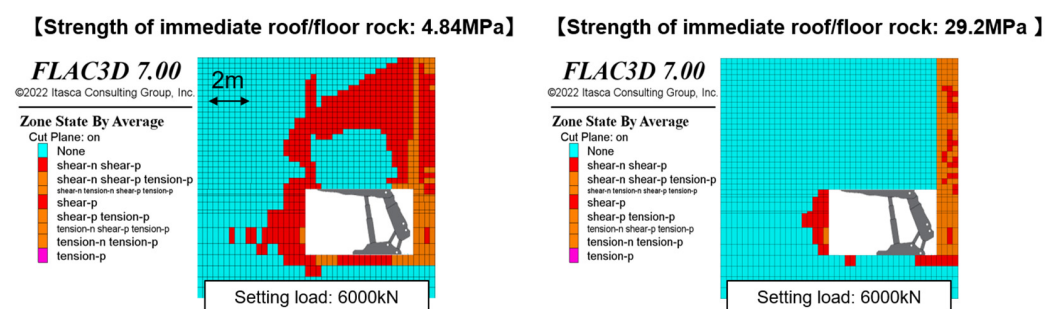 【Strength of immediate roof/floor rock: 4.84MPa】
FLAC3D 7.00
©2022 Itasca Consulting Group, Inc.
Zone State By Average
Cut Plane: on
None
shear-n shear-p
shear-n shear-p tension-p
shear-n tension-n shear-p tension-p
shear-p
shear-p tension-p
tension-n shear-p tension-p
tension-n tension-p
tension-p
2m
Setting load: 6000kN
【Strength of immediate roof/floor rock: 29.2MPa 】
FLAC3D 7.00
©2022 Itasca Consulting Group, Inc.
Zone State By Average
Cut Plane: on
None
shear-n shear-p
shear-n shear-p tension-p
shear-n tension-n shear-p tension-p
shear-p
shear-p tension-p
tension-n shear-p tension-p
tension-n tension-p
tension-p
Setting load: 6000kN